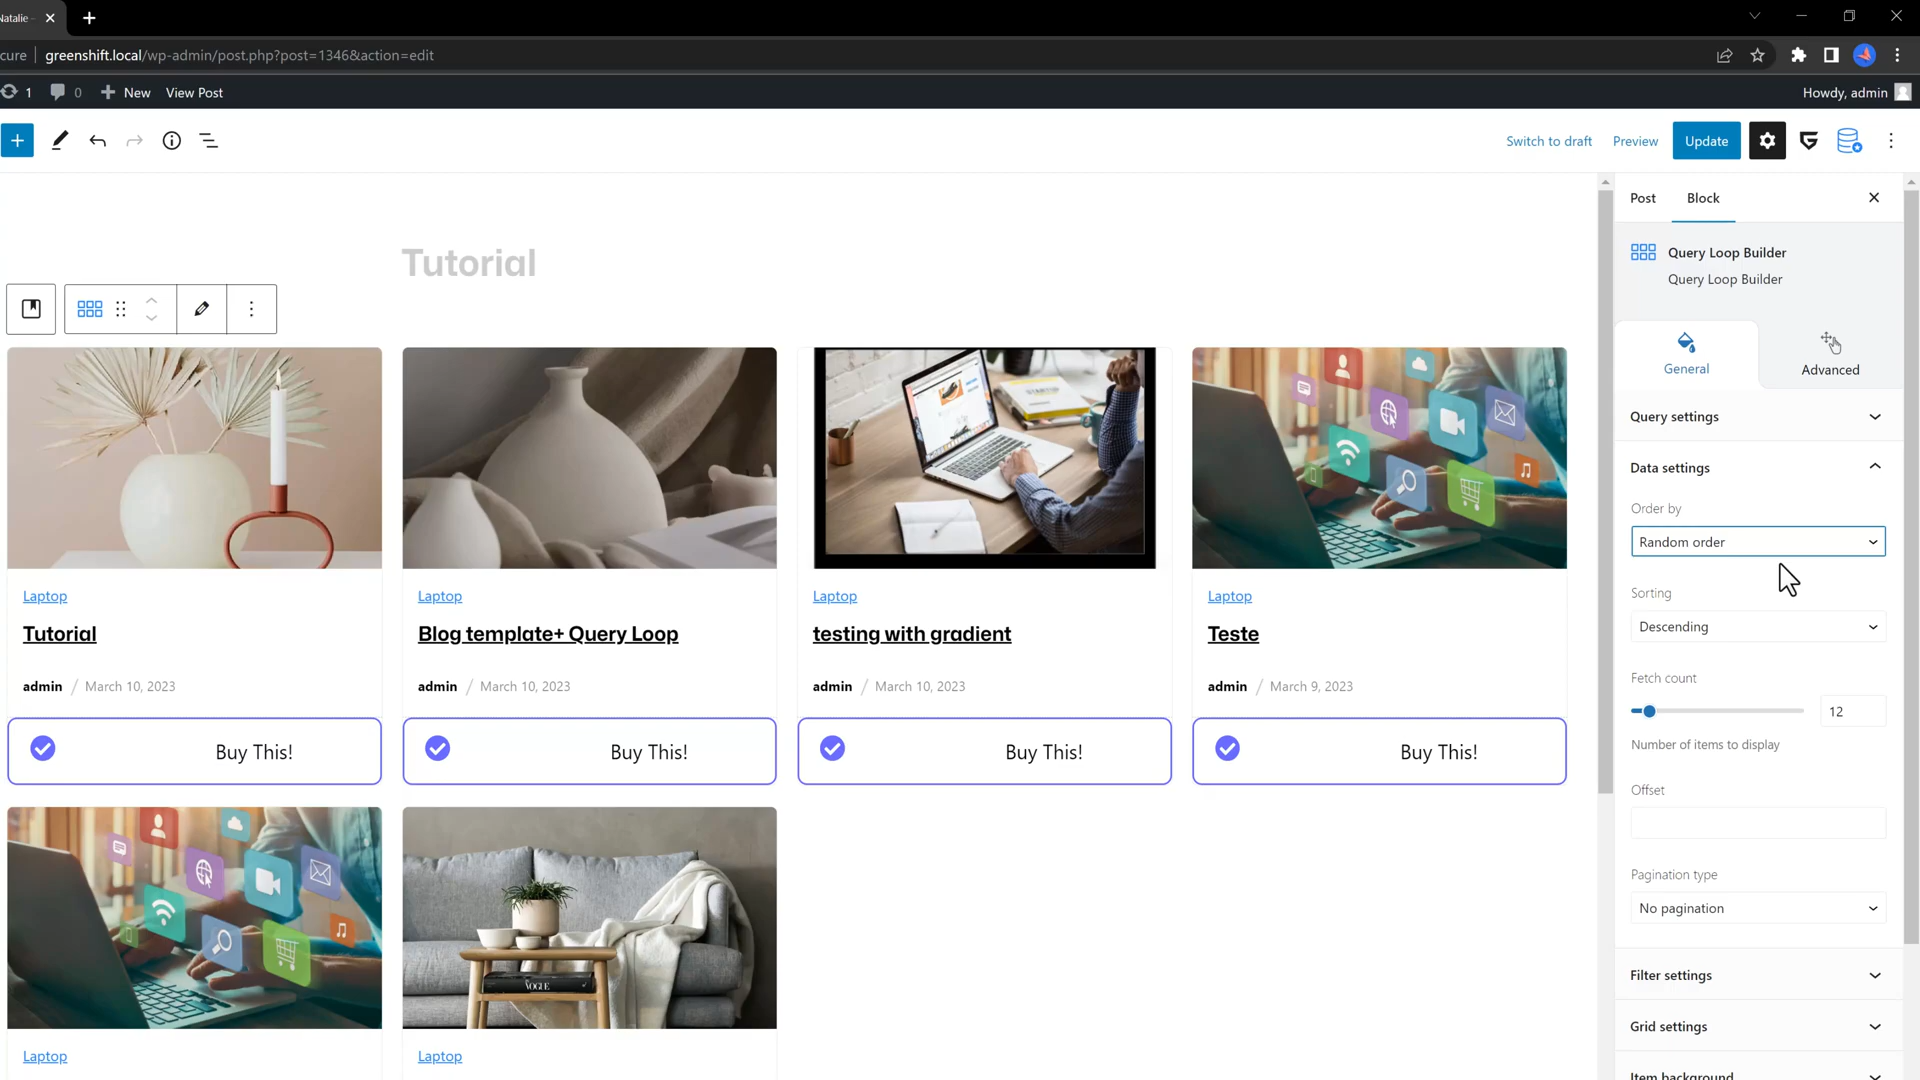 Natalie -
cure
greenshift.local/wp-admin/post.php?post=1346&action=edit
1
0
New
View Post
Howdy, admin
Switch to draft
Preview
Update
Post
Block
Tutorial
Query Loop Builder
Query Loop Builder
General
Advanced
Query settings
Data settings
Order by
Random order
Sorting
Descending
Fetch count
12
Number of items to display
Offset
Pagination type
No pagination
Filter settings
Grid settings
Item background
Laptop
Tutorial
admin / March 10, 2023
Buy This!
Laptop
Blog template+ Query Loop
admin / March 10, 2023
Buy This!
STARTUP
Laptop
testing with gradient
admin / March 10, 2023
Buy This!
Laptop
Teste
admin / March 9, 2023
Buy This!
Laptop
VOGUE
Laptop